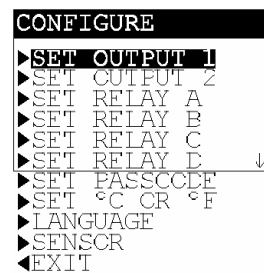 CONFIGURE
SET OUTPUT 1
SET OUTPUT 2
SET RELAY A
SET RELAY B
SET RELAY C
SET RELAY D
SET PASSCODE
SET °C OR °F
LANGUAGE
SENSOR
EXIT